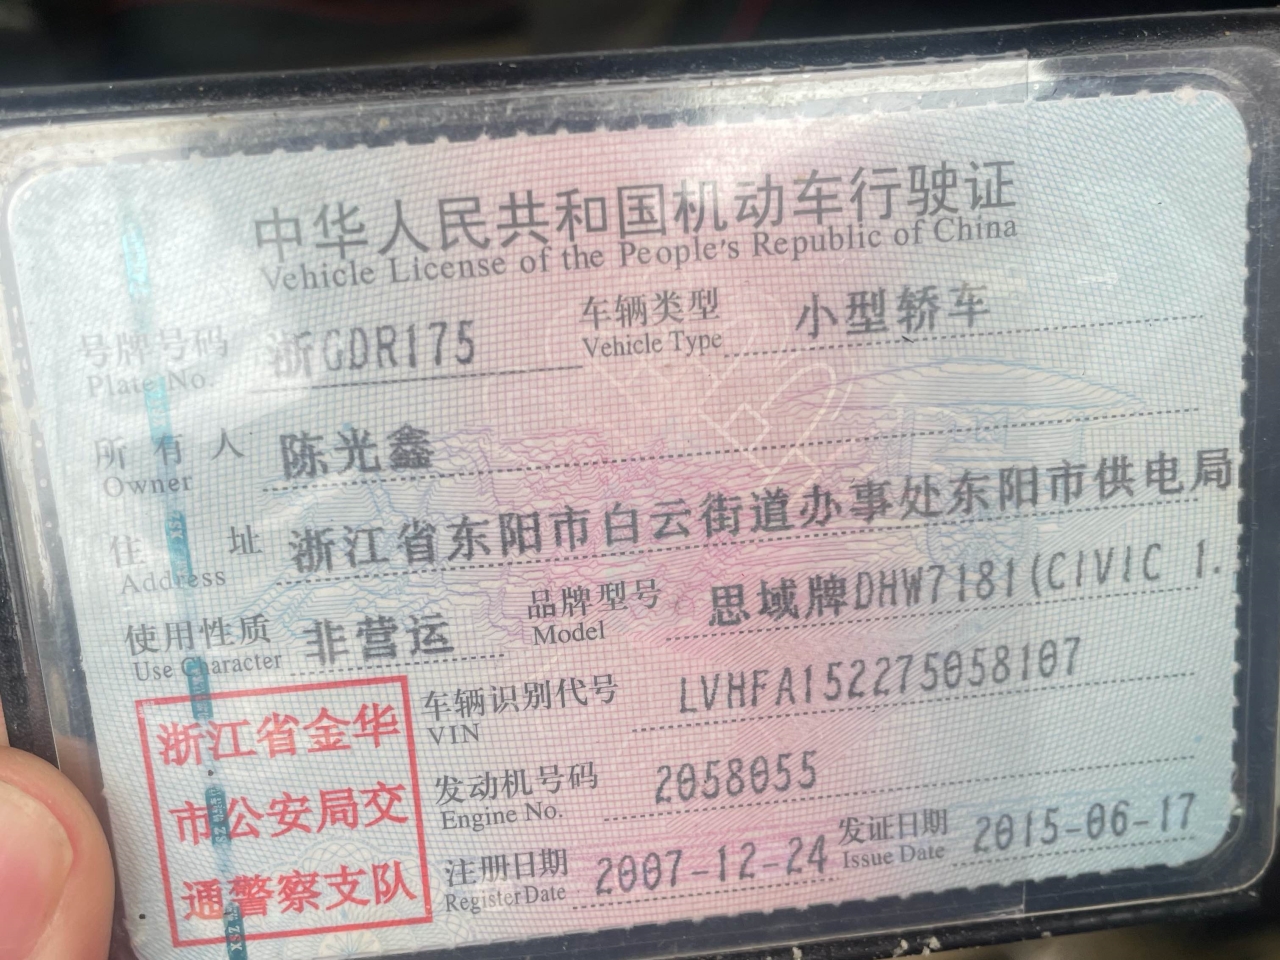 中华人民共和国机动车行驶证
Vehicle License of the People's Republic of China
号牌号码 浙GDR175 车辆类型 小型轿车
Plate No. Vehicle Type
所有人 陈光鑫
Owner
住址 浙江省东阳市白云街道办事处东阳市供电局
Address
使用性质 非营运 品牌型号 思域牌DHW7181(CIVIC 1.
Use Character Model
浙江省金华
市公安局交
通警察支队
车辆识别代号 LVHFA152275058107
VIN
发动机号码 2058055
Engine No.
注册日期 2007-12-24 发证日期 2015-06-17
Register Date Issue Date